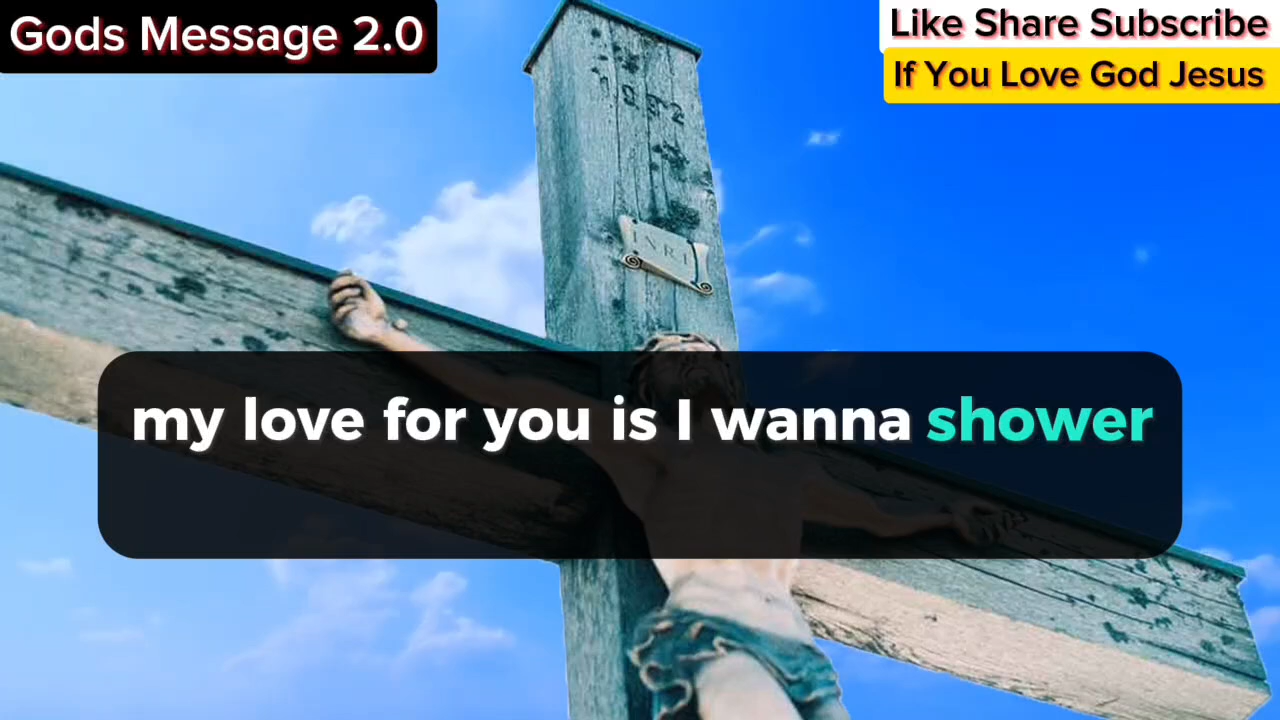 Gods Message 2.0
Like Share Subscribe
If You Love God Jesus
1992
INRI
my love for you is I wanna shower